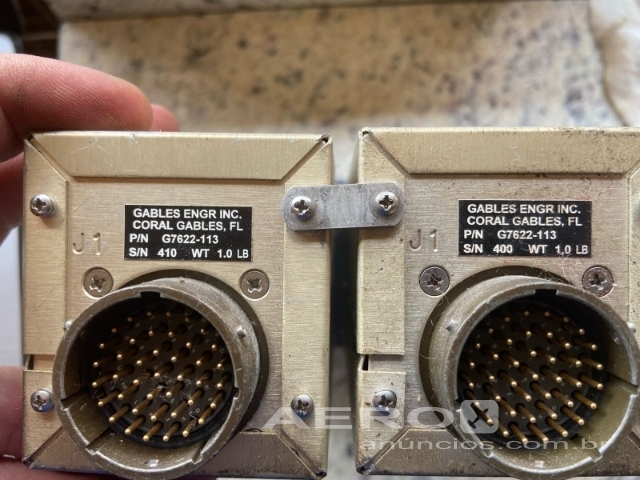 GABLES ENGR INC.
CORAL GABLES, FL
P/N G7622-113
S/N 410 WT 1.0 LB
J1
GABLES ENGR INC.
CORAL GABLES, FL
P/N G7622-113
S/N 400 WT 1.0 LB
J1
AERO X
anúncios.com.br